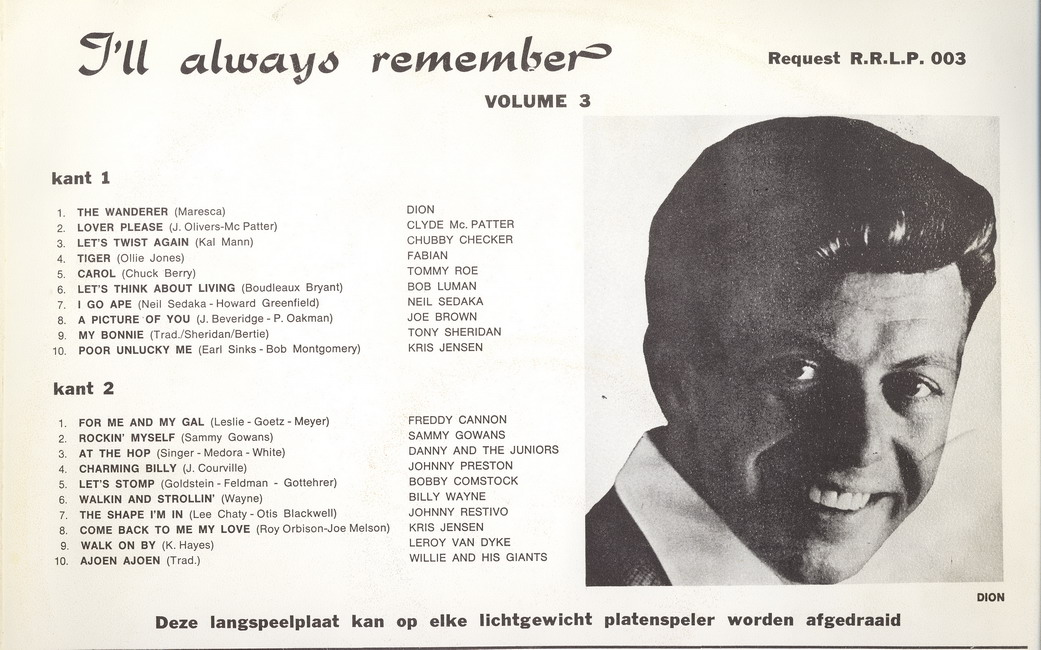 I'll always remember
Request R.R.L.P. 003
VOLUME 3
kant 1
1. THE WANDERER (Maresca) DION
2. LOVER PLEASE (J. Olivers-Mc Patter) CLYDE Mc. PATTER
3. LET'S TWIST AGAIN (Kal Mann) CHUBBY CHECKER
4. TIGER (Ollie Jones) FABIAN
5. CAROL (Chuck Berry) TOMMY ROE
6. LET'S THINK ABOUT LIVING (Boudleaux Bryant) BOB LUMAN
7. I GO APE (Neil Sedaka - Howard Greenfield) NEIL SEDAKA
8. A PICTURE OF YOU (J. Beveridge - P. Oakman) JOE BROWN
9. MY BONNIE (Trad./Sheridan/Bertie) TONY SHERIDAN
10. POOR UNLUCKY ME (Earl Sinks - Bob Montgomery) KRIS JENSEN
kant 2
1. FOR ME AND MY GAL (Leslie - Goetz - Meyer) FREDDY CANNON
2. ROCKIN' MYSELF (Sammy Gowans) SAMMY GOWANS
3. AT THE HOP (Singer - Medora - White) DANNY AND THE JUNIORS
4. CHARMING BILLY (J. Courville) JOHNNY PRESTON
5. LET'S STOMP (Goldstein - Feldman - Gottehrer) BOBBY COMSTOCK
6. WALKIN AND STROLLIN' (Wayne) BILLY WAYNE
7. THE SHAPE I'M IN (Lee Chaty - Otis Blackwell) JOHNNY RESTIVO
8. COME BACK TO ME MY LOVE (Roy Orbison-Joe Melson) KRIS JENSEN
9. WALK ON BY (K. Hayes) LEROY VAN DYKE
10. AJOEN AJOEN (Trad.) WILLIE AND HIS GIANTS
DION
Deze langspeelplaat kan op elke lichtgewicht platenspeler worden afgedraaid